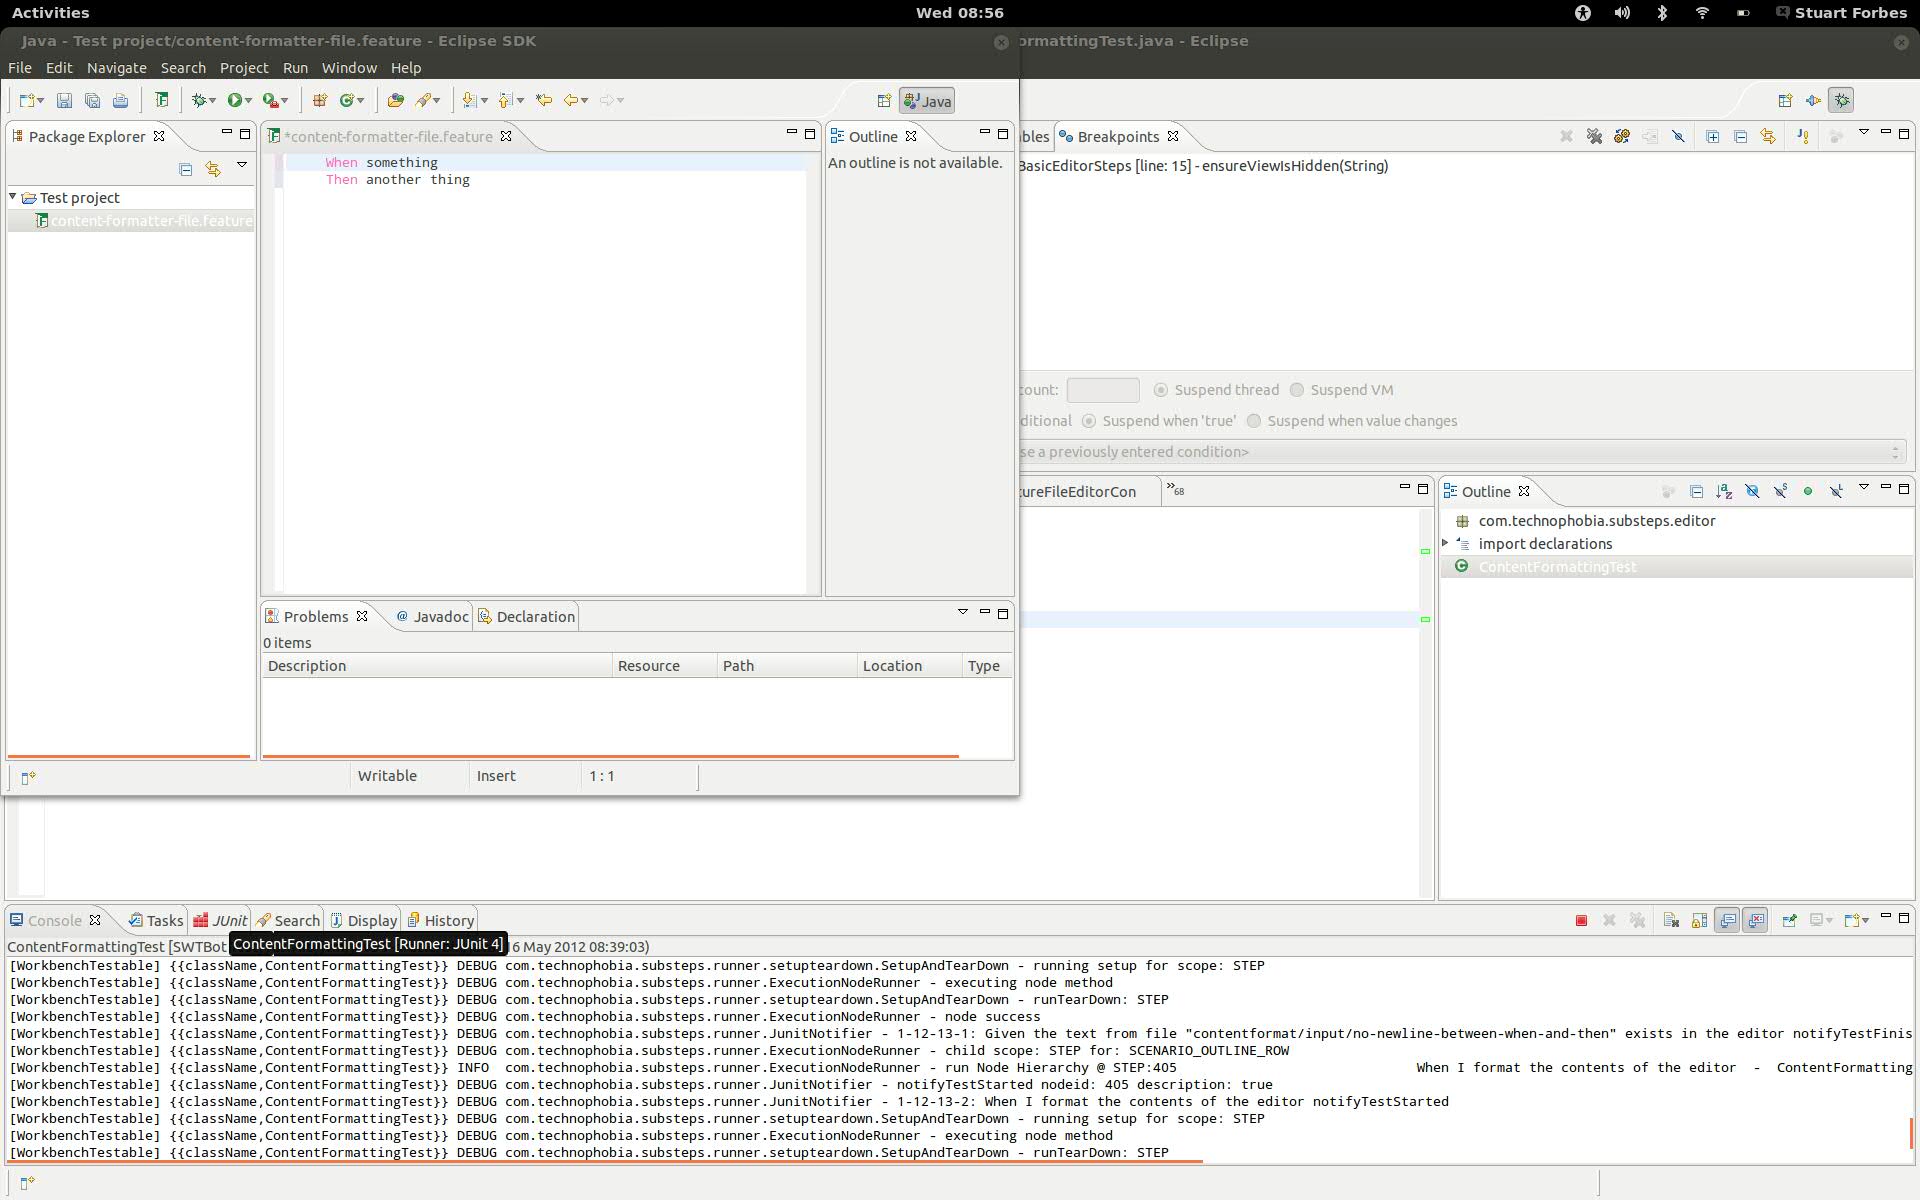 Activities
Wed 08:56
Stuart Forbes
Java - Test project/content-formatter-file.feature - Eclipse SDK
ormattingTest.java - Eclipse
File Edit Navigate Search Project Run Window Help
Java
Package Explorer
*content-formatter-file.feature
Outline
ables
Breakpoints
When something
Then another thing
An outline is not available.
BasicEditorSteps [line: 15] - ensureViewIsHidden(String)
Test project
content-formatter-file.feature
count:
Suspend thread
Suspend VM
ditional
Suspend when 'true'
Suspend when value changes
se a previously entered condition>
tureFileEditorCon
»68
Outline
com.technophobia.substeps.editor
import declarations
ContentFormattingTest
Problems
@ Javadoc
Declaration
0 items
Description Resource Path Location Type
Writable Insert 1 : 1
Console
Tasks
JUnit
Search
Display
History
ContentFormattingTest [SWTBot
ContentFormattingTest [Runner: JUnit 4]
16 May 2012 08:39:03)
[WorkbenchTestable] {{className,ContentFormattingTest}} DEBUG com.technophobia.substeps.runner.setupteardown.SetupAndTearDown - running setup for scope: STEP
[WorkbenchTestable] {{className,ContentFormattingTest}} DEBUG com.technophobia.substeps.runner.ExecutionNodeRunner - executing node method
[WorkbenchTestable] {{className,ContentFormattingTest}} DEBUG com.technophobia.substeps.runner.setupteardown.SetupAndTearDown - runTearDown: STEP
[WorkbenchTestable] {{className,ContentFormattingTest}} DEBUG com.technophobia.substeps.runner.ExecutionNodeRunner - node success
[WorkbenchTestable] {{className,ContentFormattingTest}} DEBUG com.technophobia.substeps.runner.JunitNotifier - 1-12-13-1: Given the text from file "contentformat/input/no-newline-between-when-and-then" exists in the editor notifyTestFinis
[WorkbenchTestable] {{className,ContentFormattingTest}} DEBUG com.technophobia.substeps.runner.ExecutionNodeRunner - child scope: STEP for: SCENARIO_OUTLINE_ROW
[WorkbenchTestable] {{className,ContentFormattingTest}} INFO com.technophobia.substeps.runner.ExecutionNodeRunner - run Node Hierarchy @ STEP:405 When I format the contents of the editor - ContentFormatting
[WorkbenchTestable] {{className,ContentFormattingTest}} DEBUG com.technophobia.substeps.runner.JunitNotifier - notifyTestStarted nodeid: 405 description: true
[WorkbenchTestable] {{className,ContentFormattingTest}} DEBUG com.technophobia.substeps.runner.JunitNotifier - 1-12-13-2: When I format the contents of the editor notifyTestStarted
[WorkbenchTestable] {{className,ContentFormattingTest}} DEBUG com.technophobia.substeps.runner.setupteardown.SetupAndTearDown - running setup for scope: STEP
[WorkbenchTestable] {{className,ContentFormattingTest}} DEBUG com.technophobia.substeps.runner.ExecutionNodeRunner - executing node method
[WorkbenchTestable] {{className,ContentFormattingTest}} DEBUG com.technophobia.substeps.runner.setupteardown.SetupAndTearDown - runTearDown: STEP